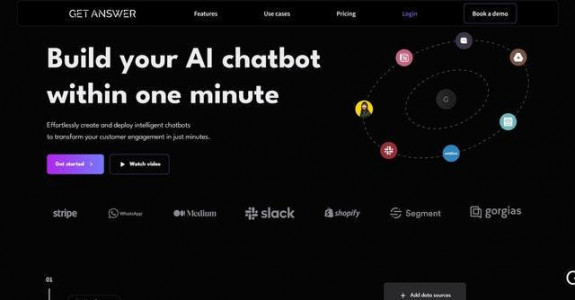 GET ANSWER
Features
Use cases
Pricing
Login
Book a demo
Build your AI chatbot
within one minute
Effortlessly create and deploy intelligent chatbots
to transform your customer engagement in just minutes.
Get started
Watch video
stripe
WhatsApp
Medium
slack
shopify
Segment
gorgias
01
Add data sources